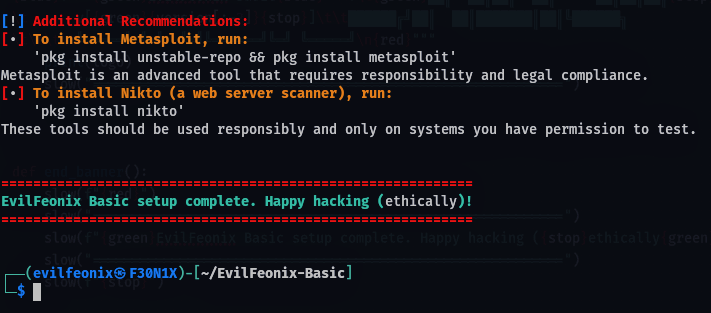 [!] Additional Recommendations:
[•] To install Metasploit, run:
'pkg install unstable-repo && pkg install metasploit'
Metasploit is an advanced tool that requires responsibility and legal compliance.
[•] To install Nikto (a web server scanner), run:
'pkg install nikto'
These tools should be used responsibly and only on systems you have permission to test.
=========================================================
EvilFeonix Basic setup complete. Happy hacking (ethically)!
=========================================================
┌──(evilfeonix㉿F30N1X)-[~/EvilFeonix-Basic]
└─$